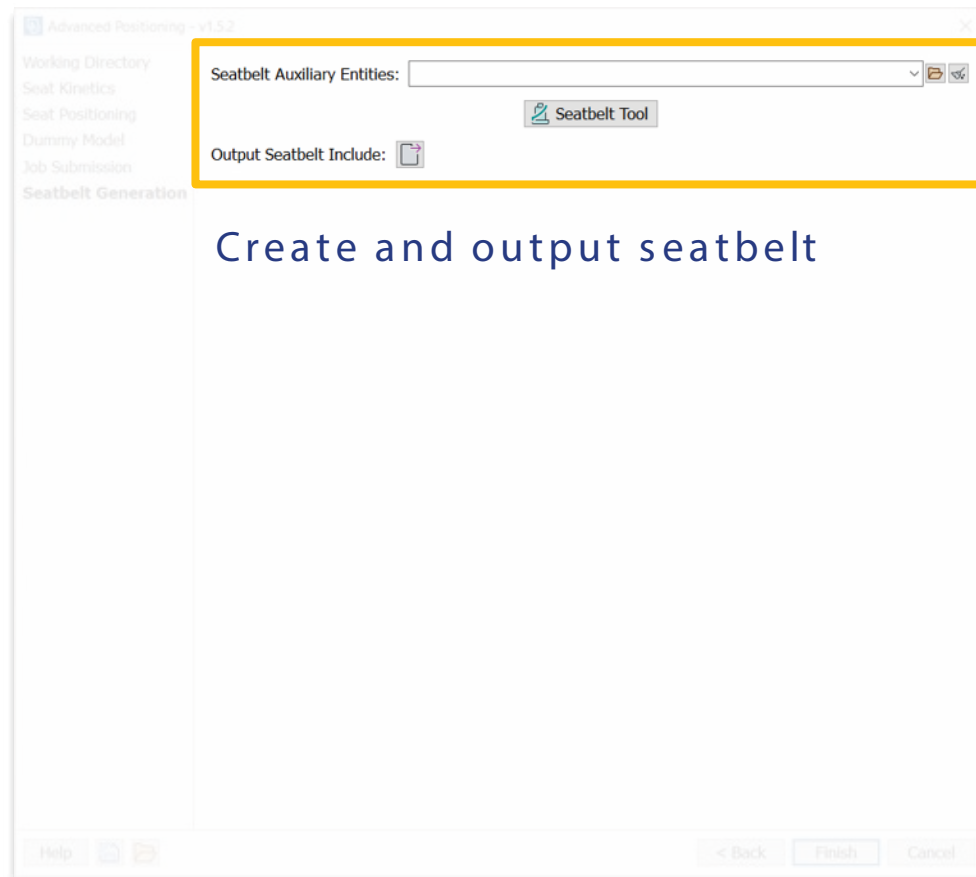 Advanced Positioning - v1.5.2
Working Directory
Seat Kinetics
Seat Positioning
Dummy Model
Job Submission
Seatbelt Generation
Seatbelt Auxiliary Entities:
Seatbelt Tool
Output Seatbelt Include:
Create and output seatbelt
Help
< Back
Finish
Cancel